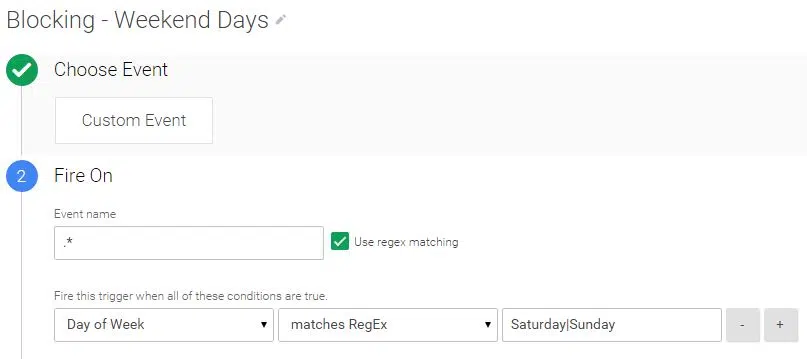 Blocking - Weekend Days
Choose Event
Custom Event
2
Fire On
Event name
.*
Use regex matching
Fire this trigger when all of these conditions are true.
Day of Week
matches RegEx
Saturday|Sunday
-
+